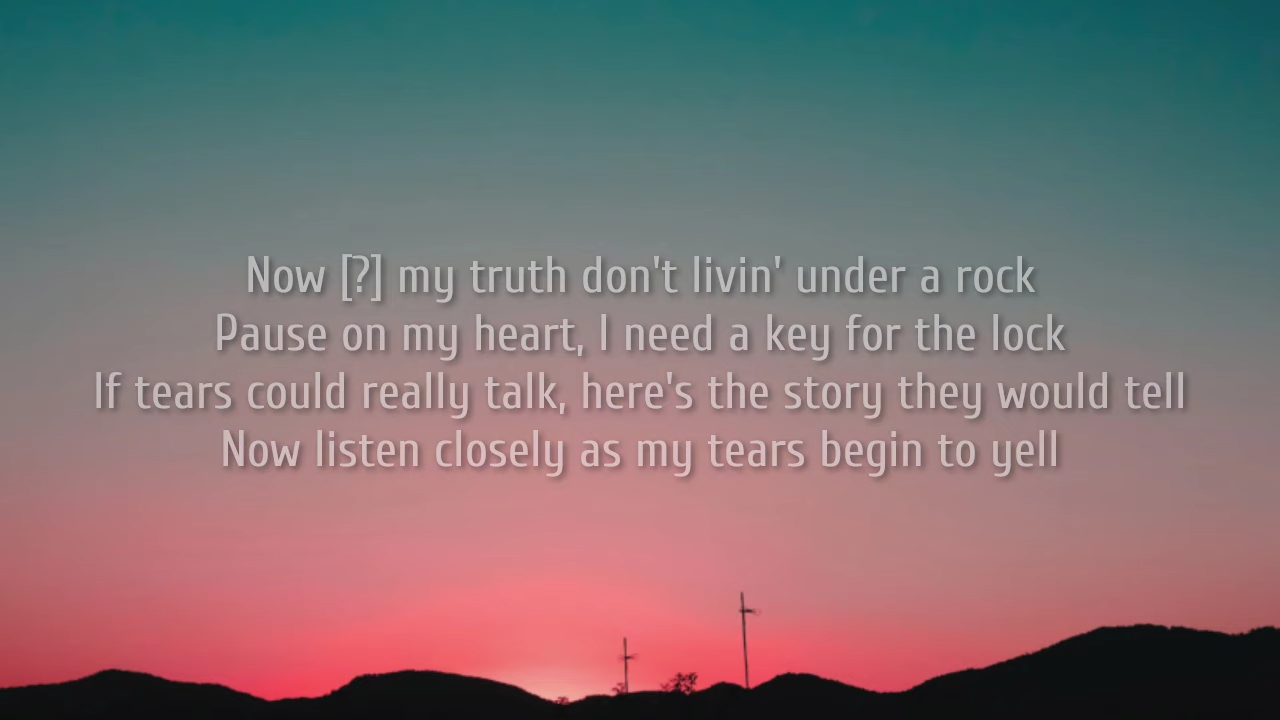 Now [?] my truth don't livin' under a rock
Pause on my heart, I need a key for the lock
If tears could really talk, here's the story they would tell
Now listen closely as my tears begin to yell